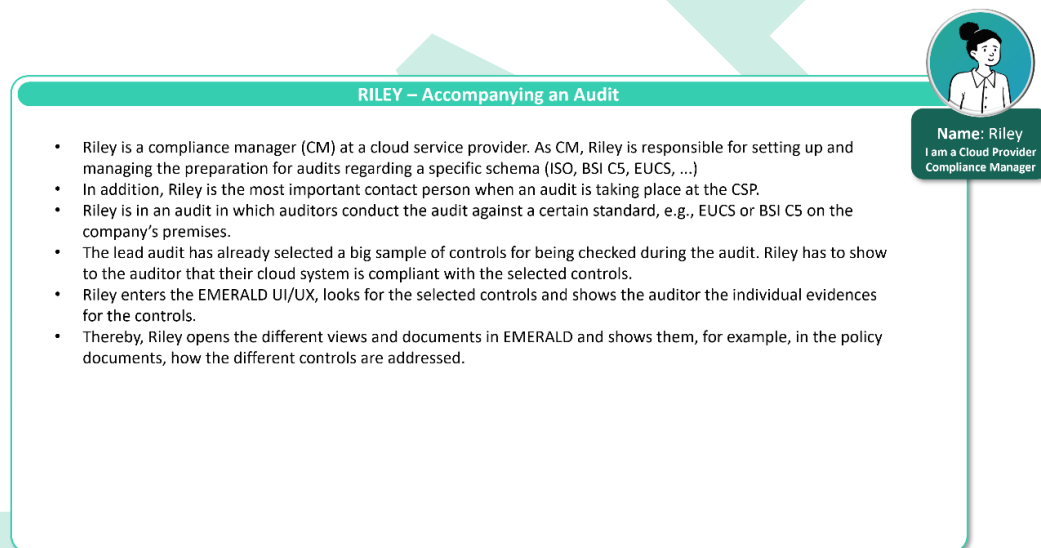 RILEY – Accompanying an Audit
Name: Riley
I am a Cloud Provider
Compliance Manager
• Riley is a compliance manager (CM) at a cloud service provider. As CM, Riley is responsible for setting up and
managing the preparation for audits regarding a specific schema (ISO, BSI C5, EUCS, ...)
• In addition, Riley is the most important contact person when an audit is taking place at the CSP.
• Riley is in an audit in which auditors conduct the audit against a certain standard, e.g., EUCS or BSI C5 on the
company's premises.
• The lead audit has already selected a big sample of controls for being checked during the audit. Riley has to show
to the auditor that their cloud system is compliant with the selected controls.
• Riley enters the EMERALD UI/UX, looks for the selected controls and shows the auditor the individual evidences
for the controls.
• Thereby, Riley opens the different views and documents in EMERALD and shows them, for example, in the policy
documents, how the different controls are addressed.